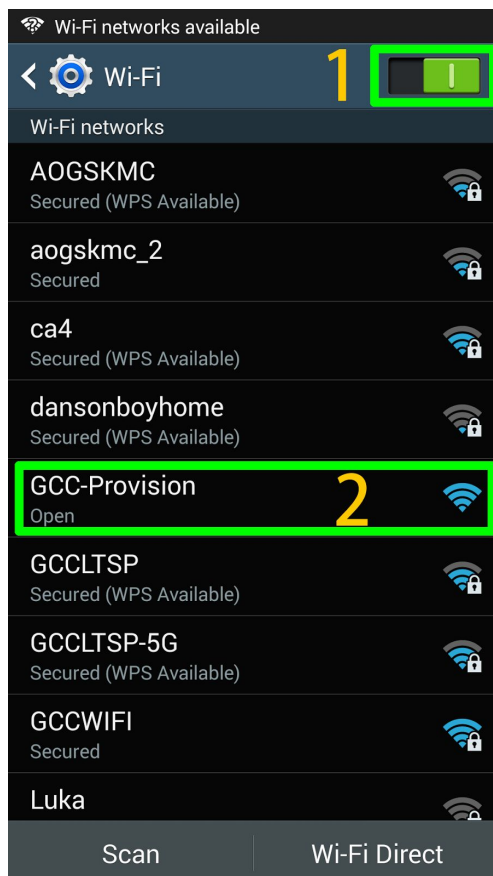 Wi-Fi networks available
Wi-Fi 1
Wi-Fi networks
AOGSKMC
Secured (WPS Available)
aogskmc_2
Secured
ca4
Secured (WPS Available)
dansonboyhome
Secured (WPS Available)
GCC-Provision
Open 2
GCCLTSP
Secured (WPS Available)
GCCLTSP-5G
Secured (WPS Available)
GCCWIFI
Secured
Luka
Scan Wi-Fi Direct